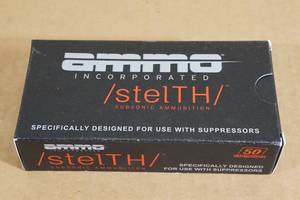 ammo
INCORPORATED
/stelTH/™
SUBSONIC AMMUNITION
SPECIFICALLY DESIGNED FOR USE WITH SUPPRESSORS
ammo
/stelTH/
SUBSONIC AMMUNITION
50
SPECIFICALLY DESIGNED
FOR USE WITH SUPPRESSORS